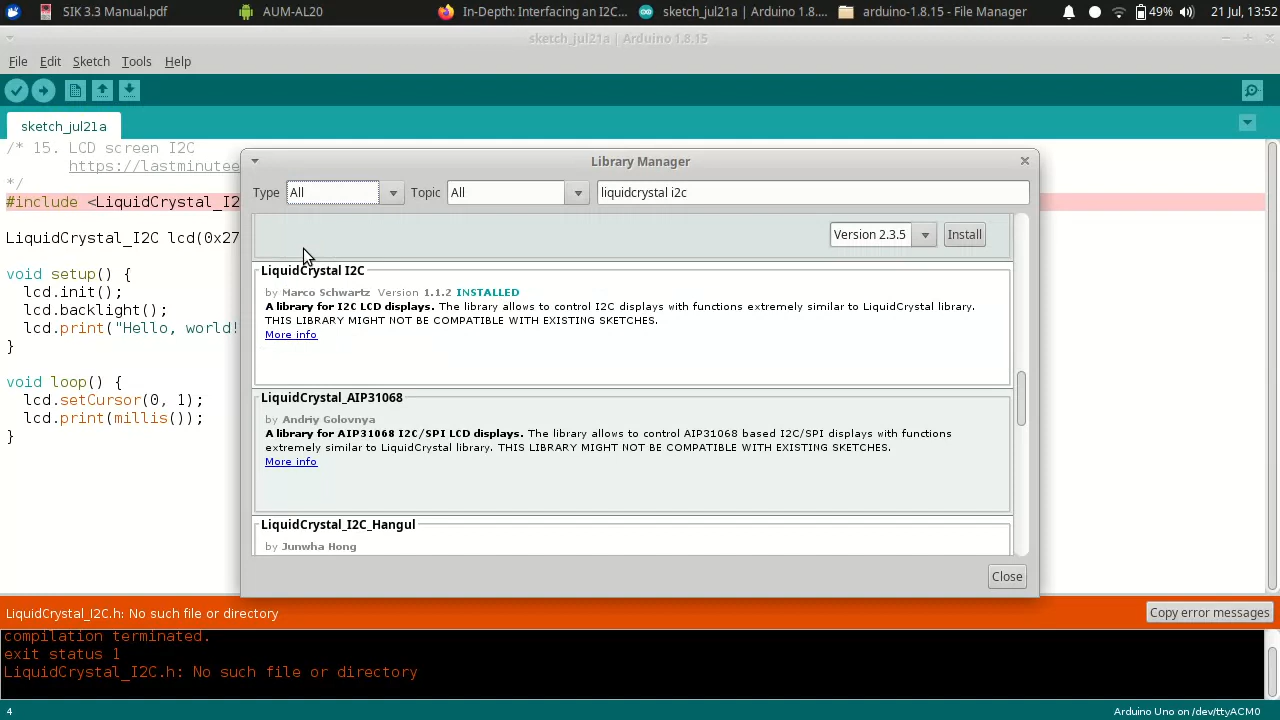 SIK 3.3 Manual.pdf
AUM-AL20
In-Depth: Interfacing an I2C...
sketch_jul21a | Arduino 1.8....
arduino-1.8.15 - File Manager
49%
21 Jul, 13:52
sketch_jul21a | Arduino 1.8.15
File Edit Sketch Tools Help
sketch_jul21a
/* 15. LCD screen I2C
https://lastminutee
*/
#include <LiquidCrystal_I2
LiquidCrystal_I2C lcd(0x27
void setup() {
lcd.init();
lcd.backlight();
lcd.print("Hello, world!
}
void loop() {
lcd.setCursor(0, 1);
lcd.print(millis());
}
Library Manager
Type All Topic All liquidcrystal i2c
Version 2.3.5 Install
LiquidCrystal I2C
by Marco Schwartz Version 1.1.2 INSTALLED
A library for I2C LCD displays. The library allows to control I2C displays with functions extremely similar to LiquidCrystal library.
THIS LIBRARY MIGHT NOT BE COMPATIBLE WITH EXISTING SKETCHES.
More info
LiquidCrystal_AIP31068
by Andriy Golovnya
A library for AIP31068 I2C/SPI LCD displays. The library allows to control AIP31068 based I2C/SPI displays with functions
extremely similar to LiquidCrystal library. THIS LIBRARY MIGHT NOT BE COMPATIBLE WITH EXISTING SKETCHES.
More info
LiquidCrystal_I2C_Hangul
by Junwha Hong
Close
LiquidCrystal_I2C.h: No such file or directory
Copy error messages
compilation terminated.
exit status 1
LiquidCrystal_I2C.h: No such file or directory
4
Arduino Uno on /dev/ttyACM0